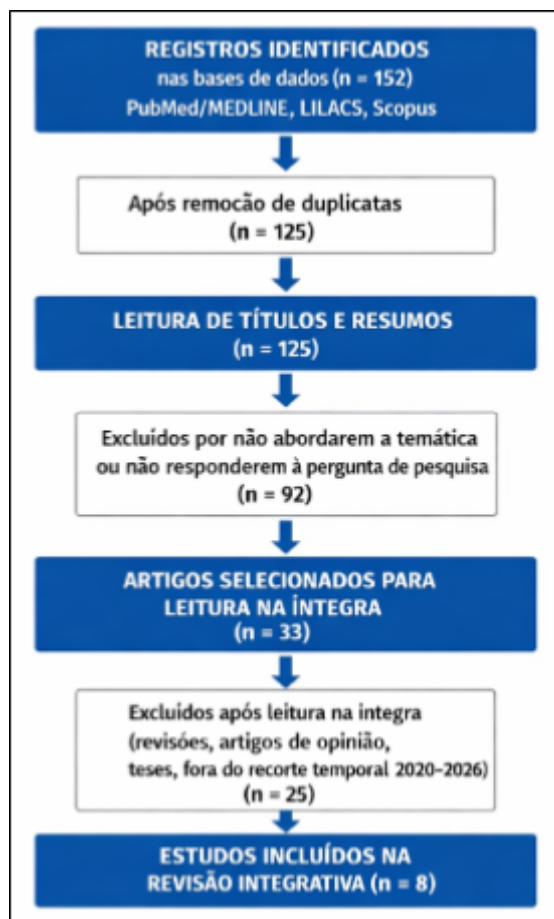 REGISTROS IDENTIFICADOS
nas bases de dados (n = 152)
PubMed/MEDLINE, LILACS, Scopus
Após remocão de duplicatas
(n = 125)
LEITURA DE TÍTULOS E RESUMOS
(n = 125)
Excluídos por não abordarem a temática
ou não responderem à pergunta de pesquisa
(n = 92)
ARTIGOS SELECIONADOS PARA
LEITURA NA ÍNTEGRA
(n = 33)
Excluidos após leitura na integra
(revisões, artigos de opinião,
teses, fora do recorte temporal 2020–2026)
(n = 25)
ESTUDOS INCLUÍDOS NA
REVISÃO INTEGRATIVA (n = 8)